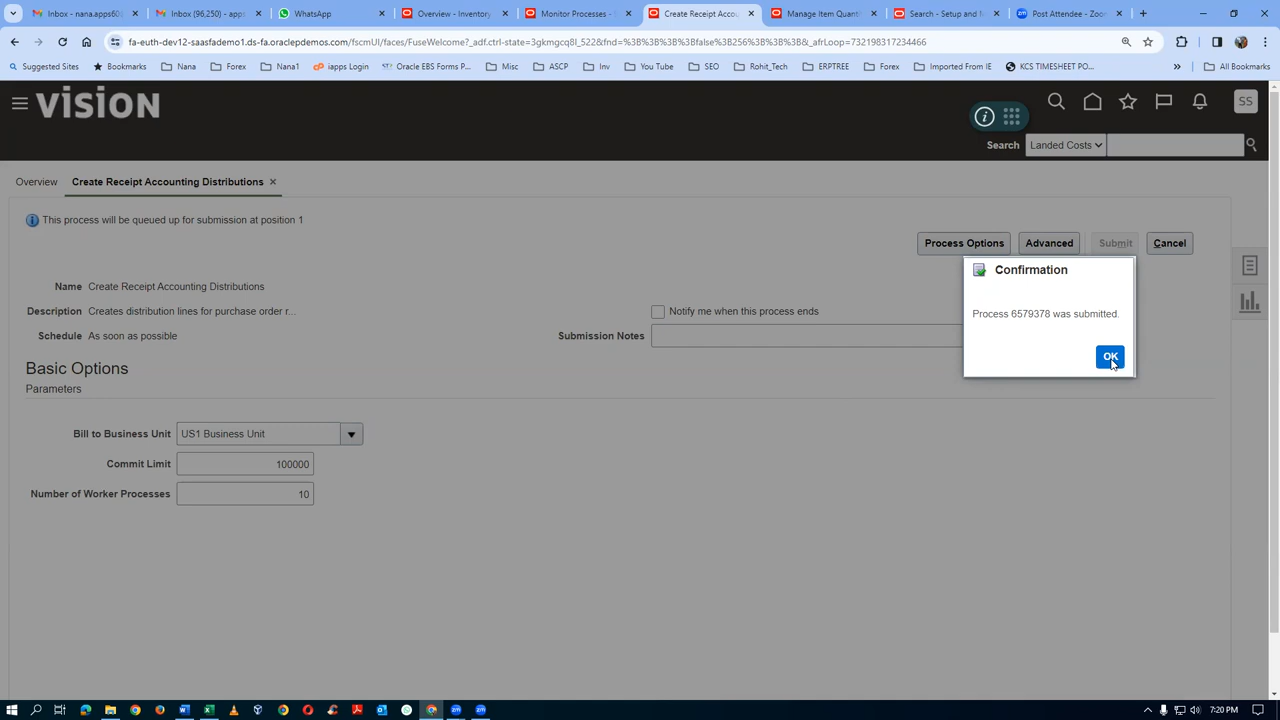 Inbox - nana.apps60
Inbox (96,250) - apps
WhatsApp
Overview - Inventory
Monitor Processes -
Create Receipt Accou
Manage Item Quanti
Search - Setup and
Post Attendee - Zoo
fa-euth-dev12-saasfademo1.ds-fa.oraclepdemos.com/fscmUI/faces/FuseWelcome?_adf.ctrl-state=3gkmgcq8l_522&fnd=%3B%3B%3B%3Bfalse%3B256%3B%3B%3B&_afrLoop=732198317234466
Suggested Sites
Bookmarks
Nana
Forex
Nana1
iapps Login
Oracle EBS Forms P...
Misc
ASCP
Inv
You Tube
SEO
Rohit_Tech
ERPTREE
Forex
Imported From IE
KCS TIMESHEET PO...
»
All Bookmarks
VISION
SS
Search
Landed Costs
Overview
Create Receipt Accounting Distributions
This process will be queued up for submission at position 1
Process Options
Advanced
Submit
Cancel
Confirmation
Process 6579378 was submitted.
OK
Name Create Receipt Accounting Distributions
Description Creates distribution lines for purchase order r...
Notify me when this process ends
Schedule As soon as possible
Submission Notes
Basic Options
Parameters
Bill to Business Unit US1 Business Unit
Commit Limit 100000
Number of Worker Processes 10
7:20 PM